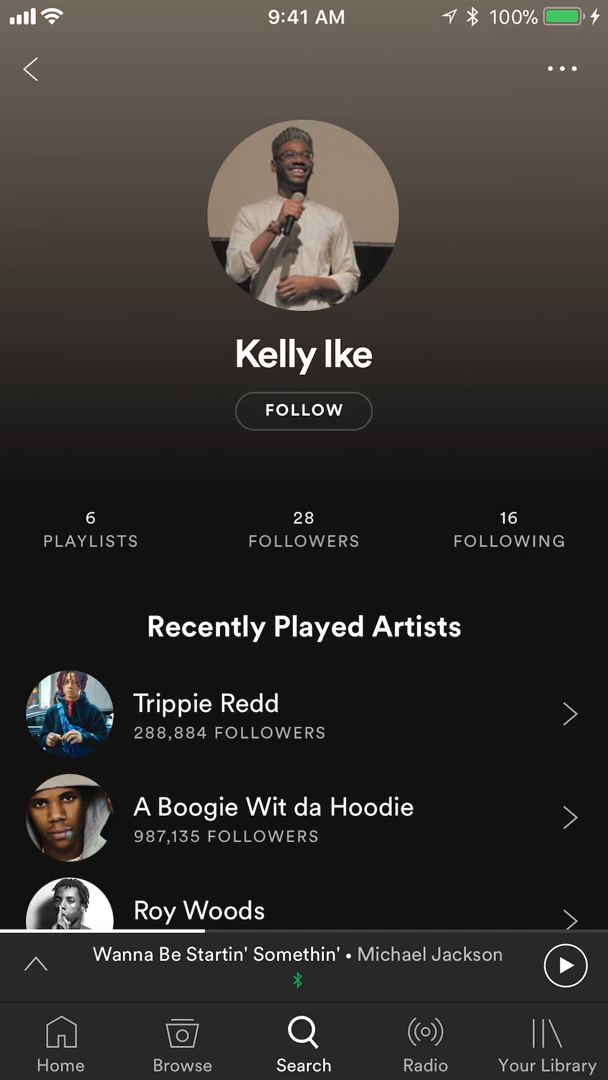 9:41 AM 100%
Kelly Ike
FOLLOW
6 28 16
PLAYLISTS FOLLOWERS FOLLOWING
Recently Played Artists
Trippie Redd
288,884 FOLLOWERS
A Boogie Wit da Hoodie
987,135 FOLLOWERS
Roy Woods
Wanna Be Startin' Somethin' • Michael Jackson
Home Browse Search Radio Your Library